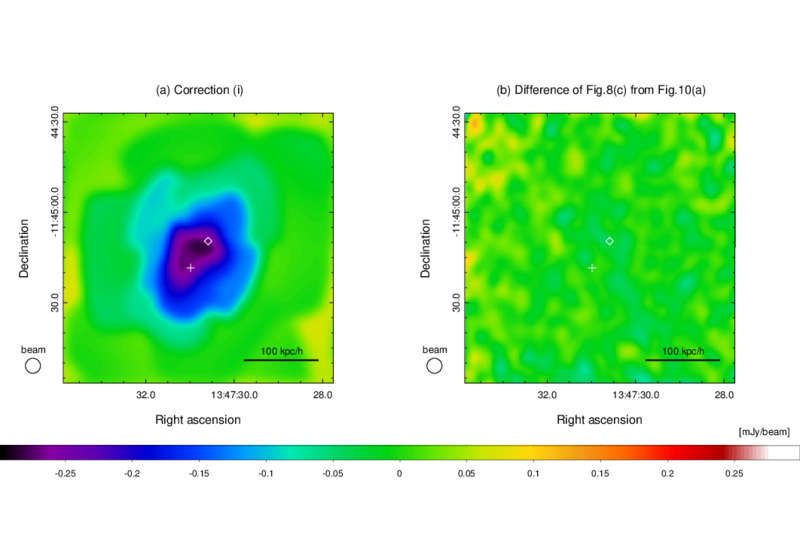 (a) Correction (i)
(b) Difference of Fig.8(c) from Fig.10(a)
44:30.0
-11:45:00.0
30.0
Declination
beam
100 kpc/h
32.0
13:47:30.0
28.0
Right ascension
44:30.0
-11:45:00.0
30.0
Declination
beam
100 kpc/h
32.0
13:47:30.0
28.0
Right ascension
[mJy/beam]
-0.25
-0.2
-0.15
-0.1
-0.05
0
0.05
0.1
0.15
0.2
0.25